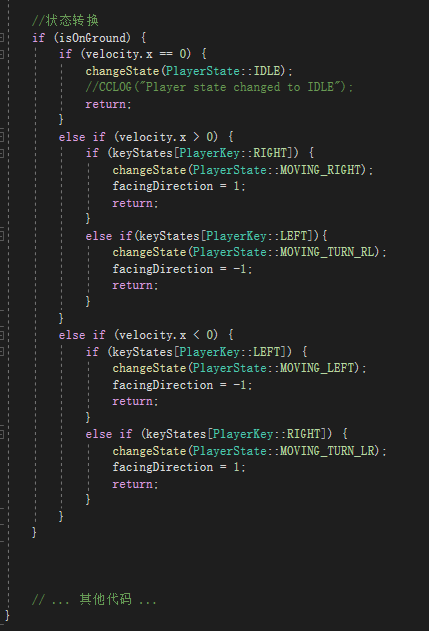 //状态转换
if (isOnGround) {
if (velocity.x == 0) {
changeState(PlayerState::IDLE);
//CCLOG("Player state changed to IDLE");
return;
}
else if (velocity.x > 0) {
if (keyStates[PlayerKey::RIGHT]) {
changeState(PlayerState::MOVING_RIGHT);
facingDirection = 1;
return;
}
else if(keyStates[PlayerKey::LEFT]){
changeState(PlayerState::MOVING_TURN_RL);
facingDirection = -1;
return;
}
}
else if (velocity.x < 0) {
if (keyStates[PlayerKey::LEFT]) {
changeState(PlayerState::MOVING_LEFT);
facingDirection = -1;
return;
}
else if (keyStates[PlayerKey::RIGHT]) {
changeState(PlayerState::MOVING_TURN_LR);
facingDirection = 1;
return;
}
}
}
// ... 其他代码 ...
}